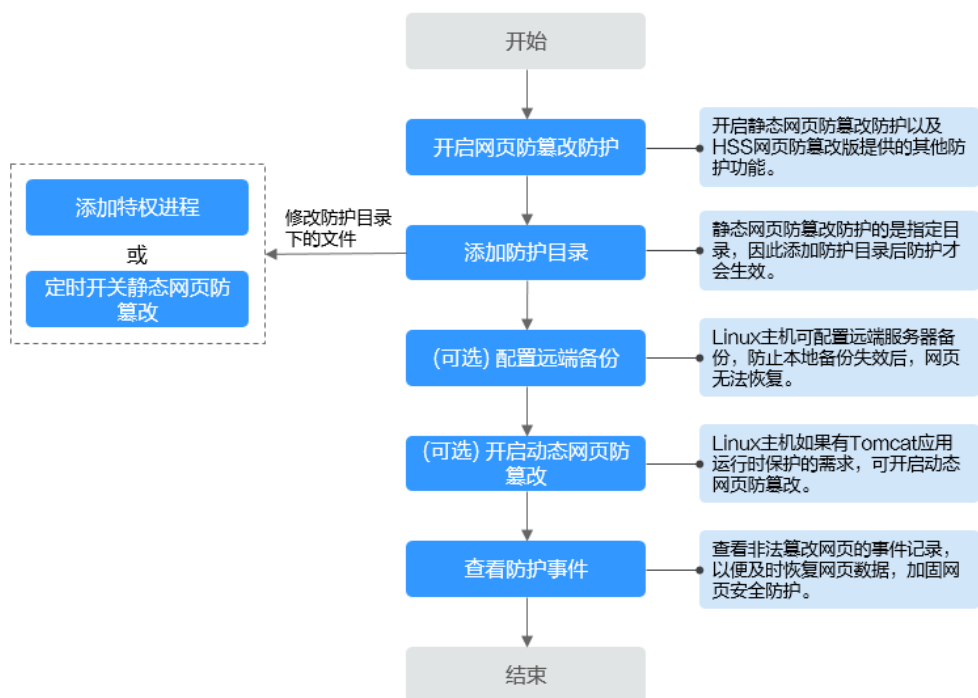 开始
开启网页防篡改防护
开启静态网页防篡改防护以及
HSS网页防篡改版提供的其他防
护功能。
添加特权进程
或
定时开关静态网页防
篡改
修改防护目录
下的文件
添加防护目录
静态网页防篡改防护的是指定目
录，因此添加防护目录后防护才
会生效。
(可选) 配置远端备份
Linux主机可配置远端服务器备
份，防止本地备份失效后，网页
无法恢复。
(可选) 开启动态网页防
篡改
Linux主机如果有Tomcat应用
运行时保护的需求，可开启动态
网页防篡改。
查看防护事件
查看非法篡改网页的事件记录，
以便及时恢复网页数据，加固网
页安全防护。
结束